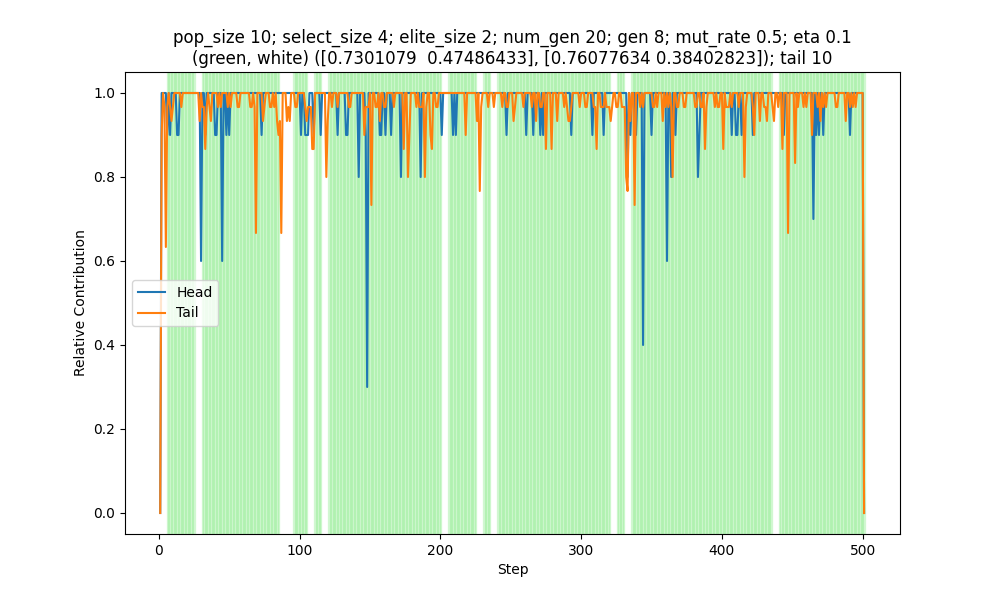 pop_size 10; select_size 4; elite_size 2; num_gen 20; gen 8; mut_rate 0.5; eta 0.1
(green, white) ([0.7301079  0.47486433], [0.76077634 0.38402823]); tail 10
1.0
0.8
0.6
0.4
0.2
0.0
Relative Contribution
Head
Tail
0
100
200
300
400
500
Step